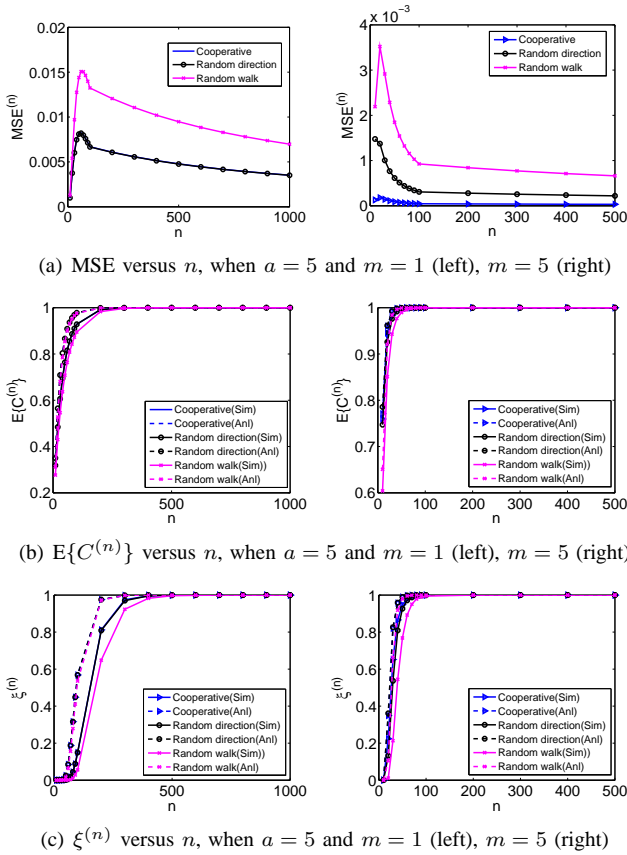 0.02
0.015
0.01
0.005
0
0
500
1000
MSE^(n)
n
Cooperative
Random direction
Random walk
x 10^-3
4
3
2
1
0
0
100
200
300
400
500
MSE^(n)
n
Cooperative
Random direction
Random walk
(a) MSE versus n, when a = 5 and m = 1 (left), m = 5 (right)
1
0.8
0.6
0.4
0.2
0
500
1000
E{C^(n)}
n
Cooperative(Sim)
Cooperative(Anl)
Random direction(Sim)
Random direction(Anl)
Random walk(Sim))
Random walk(Anl)
1
0.9
0.8
0.7
0.6
0
100
200
300
400
500
E{C^(n)}
n
Cooperative(Sim)
Cooperative(Anl)
Random direction(Sim)
Random direction(Anl)
Random walk(Sim))
Random walk(Anl)
(b) E{C^(n)} versus n, when a = 5 and m = 1 (left), m = 5 (right)
1
0.8
0.6
0.4
0.2
0
0
500
1000
ξ^(n)
n
Cooperative(Sim)
Cooperative(Anl)
Random direction(Sim)
Random direction(Anl)
Random walk(Sim))
Random walk(Anl)
1
0.8
0.6
0.4
0.2
0
0
100
200
300
400
500
ξ^(n)
n
Cooperative(Sim)
Cooperative(Anl)
Random direction(Sim)
Random direction(Anl)
Random walk(Sim))
Random walk(Anl)
(c) ξ^(n) versus n, when a = 5 and m = 1 (left), m = 5 (right)